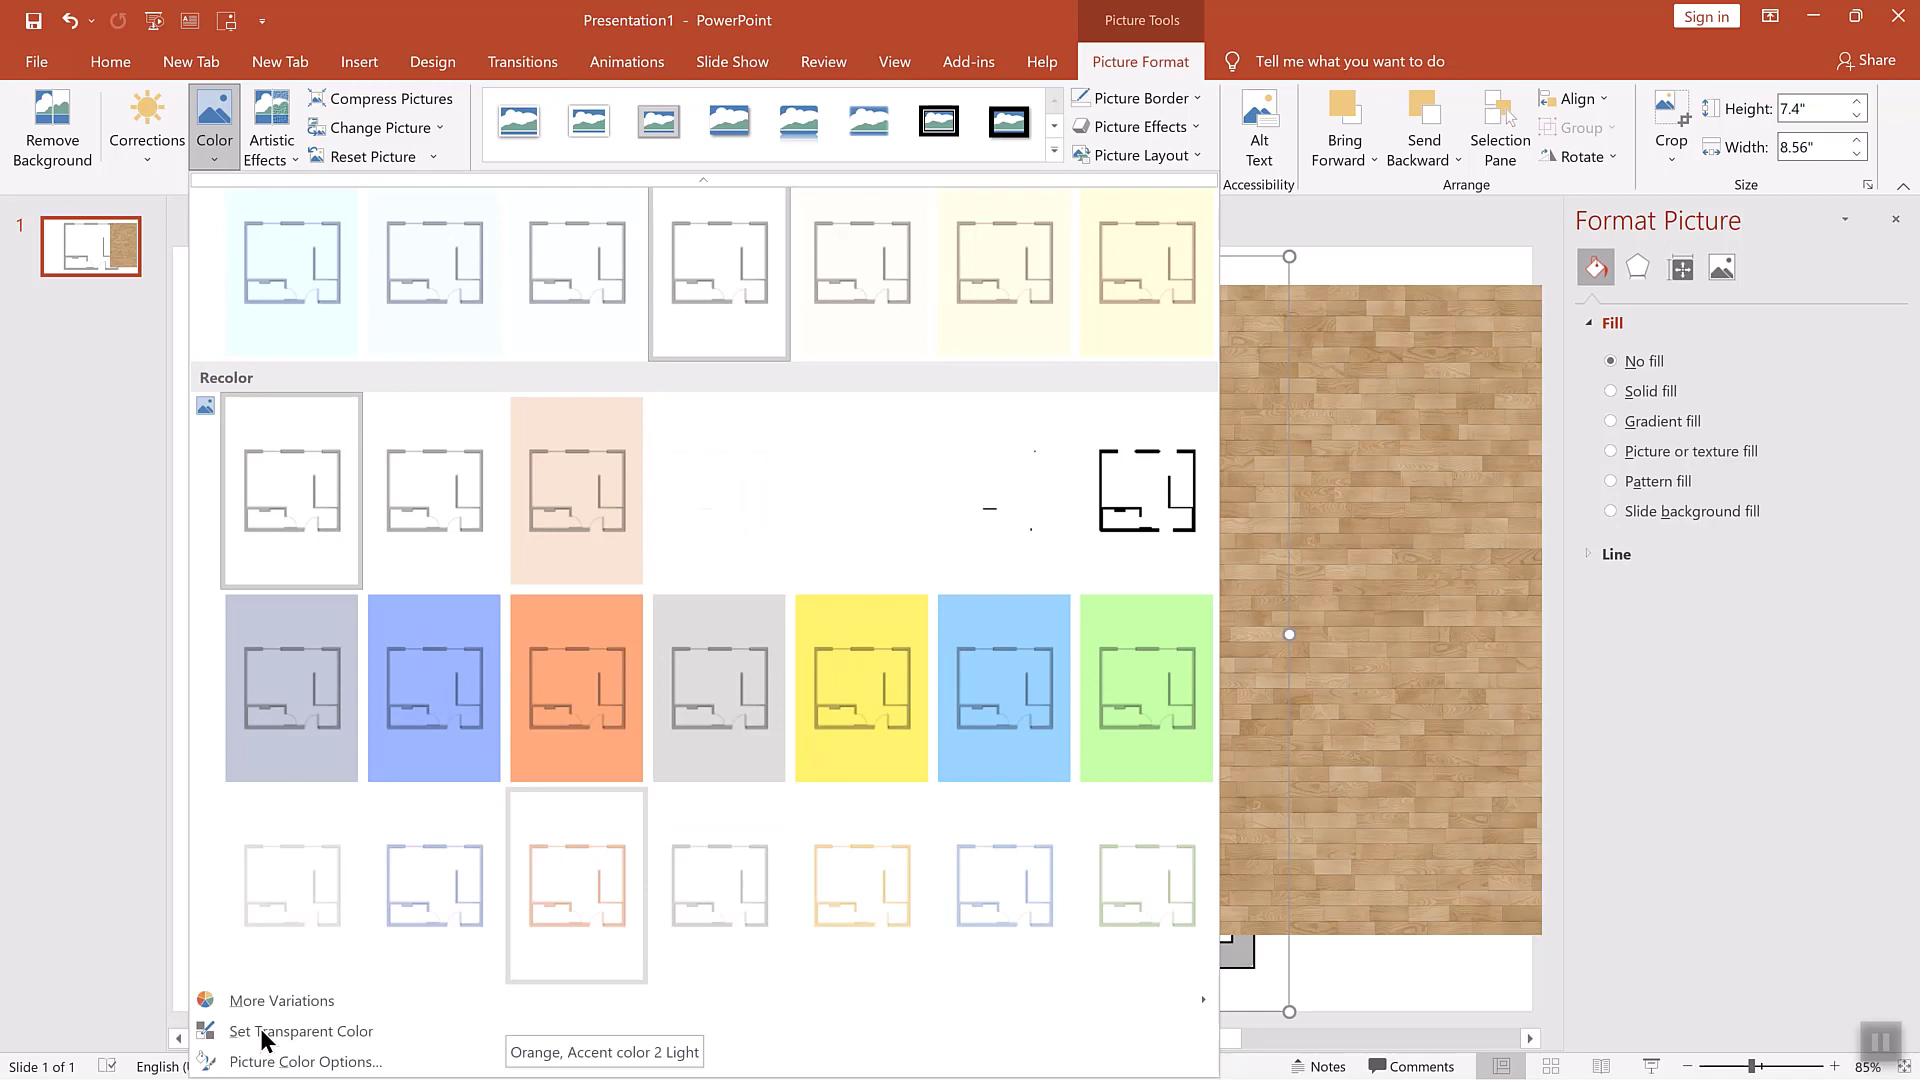 Presentation1 - PowerPoint
Picture Tools
Sign in
File
Home
New Tab
New Tab
Insert
Design
Transitions
Animations
Slide Show
Review
View
Add-ins
Help
Picture Format
Tell me what you want to do
Share
Remove
Background
Corrections
Color
Artistic
Effects
Compress Pictures
Change Picture
Reset Picture
Picture Border
Picture Effects
Picture Layout
Alt
Text
Accessibility
Bring
Forward
Send
Backward
Selection
Pane
Align
Group
Rotate
Arrange
Crop
Height: 7.4"
Width: 8.56"
Size
1
Recolor
More Variations
Set Transparent Color
Picture Color Options...
Orange, Accent color 2 Light
Format Picture
Fill
No fill
Solid fill
Gradient fill
Picture or texture fill
Pattern fill
Slide background fill
Line
Slide 1 of 1
English (
Notes
Comments
85%